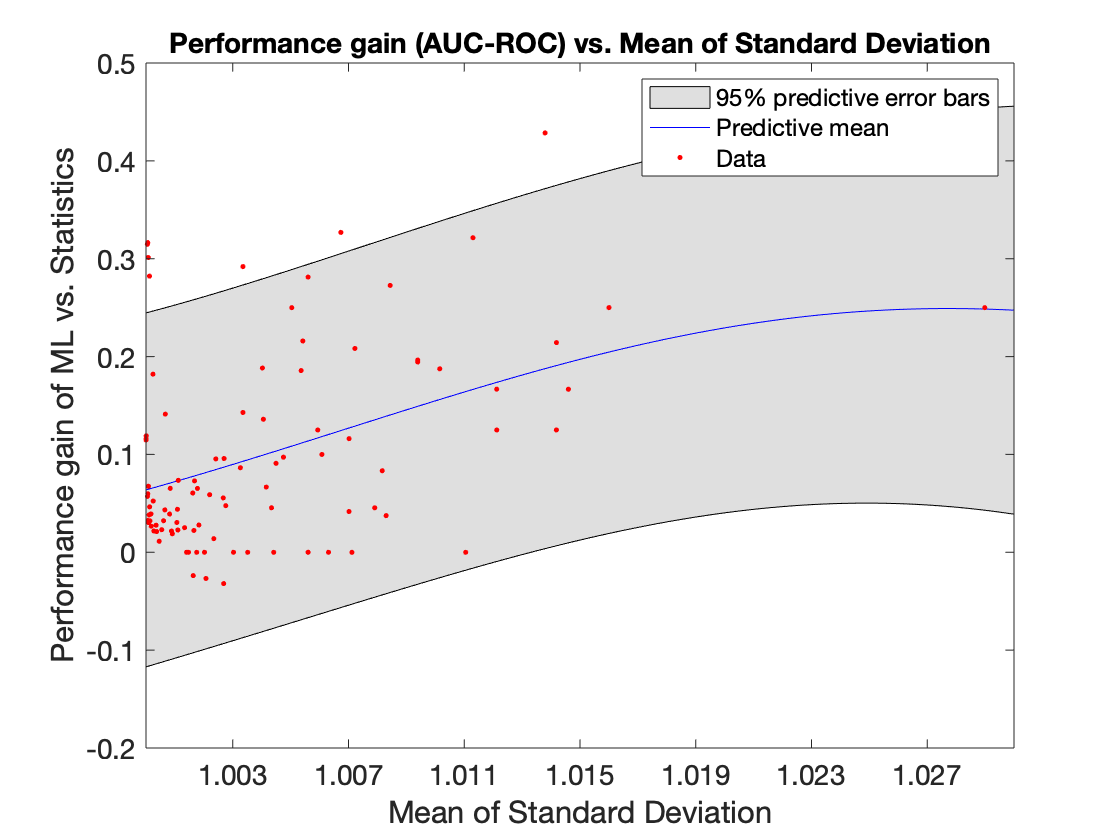 Performance gain (AUC-ROC) vs. Mean of Standard Deviation
0.5
0.4
0.3
0.2
0.1
0
-0.1
-0.2
Performance gain of ML vs. Statistics
95% predictive error bars
Predictive mean
Data
1.003 1.007 1.011 1.015 1.019 1.023 1.027
Mean of Standard Deviation